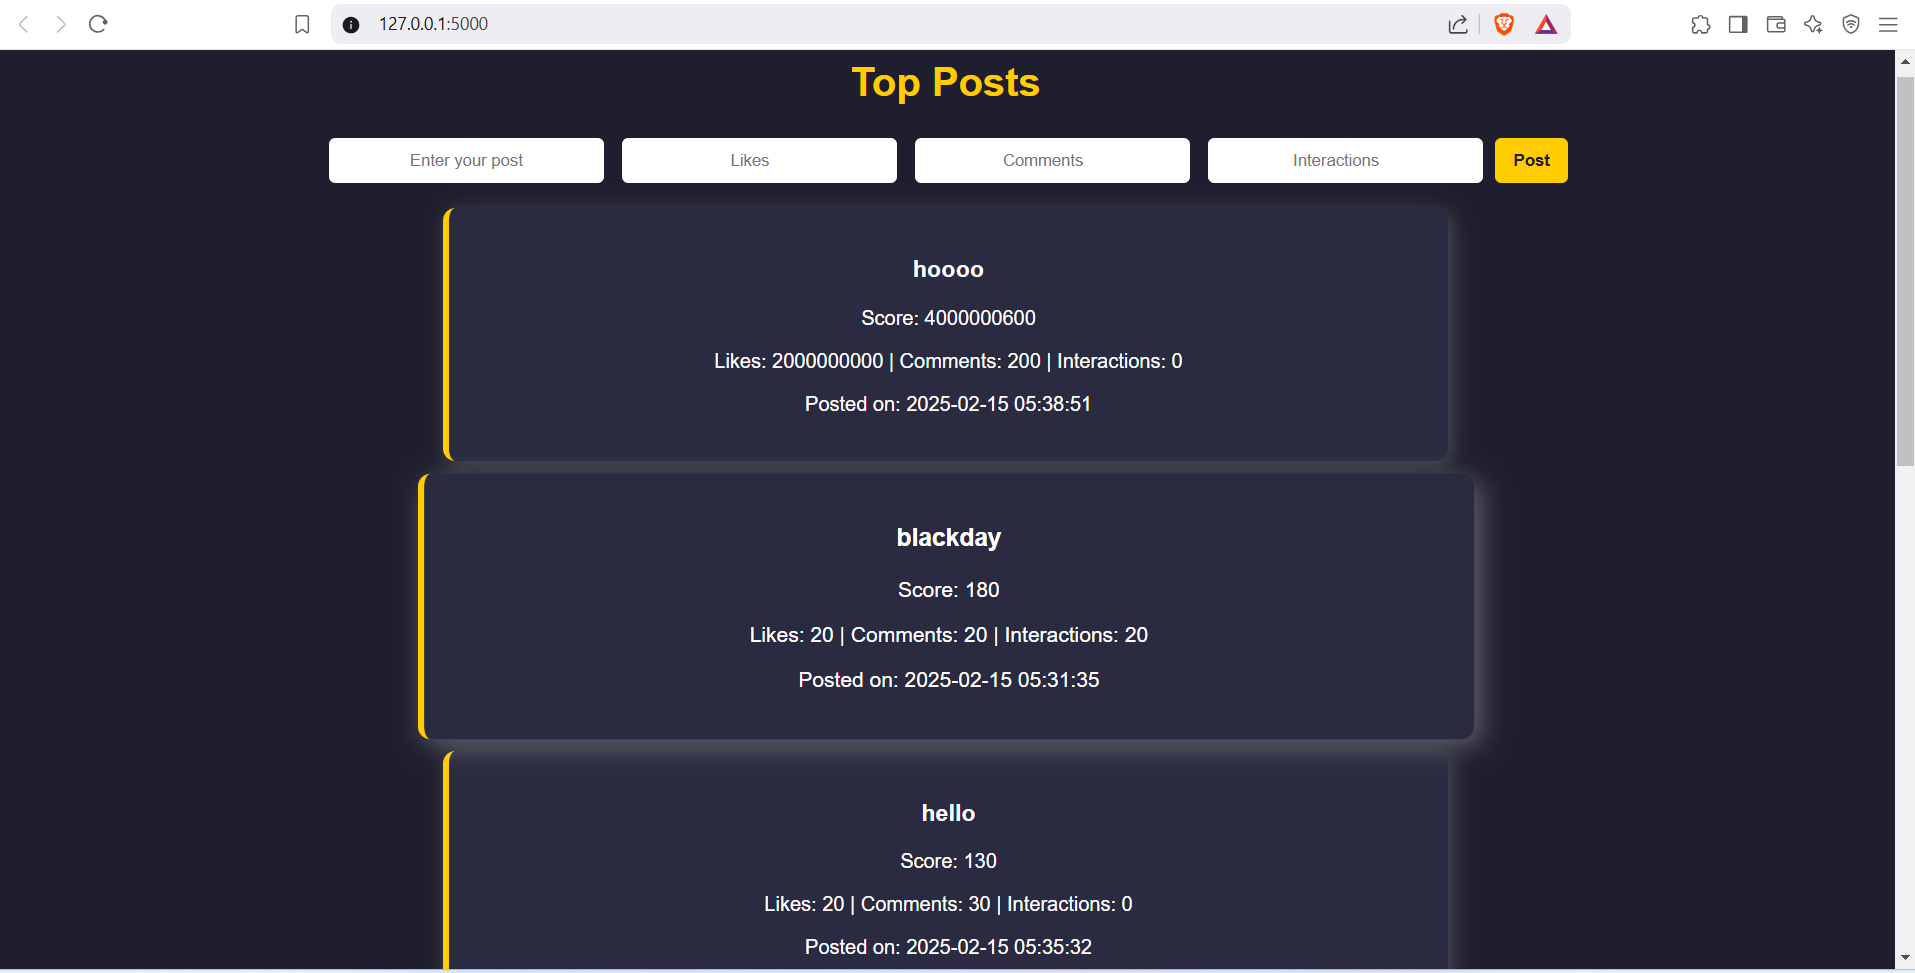 127.0.0.1:5000
Top Posts
Enter your post Likes Comments Interactions Post
hoooo
Score: 4000000600
Likes: 2000000000 | Comments: 200 | Interactions: 0
Posted on: 2025-02-15 05:38:51
blackday
Score: 180
Likes: 20 | Comments: 20 | Interactions: 20
Posted on: 2025-02-15 05:31:35
hello
Score: 130
Likes: 20 | Comments: 30 | Interactions: 0
Posted on: 2025-02-15 05:35:32